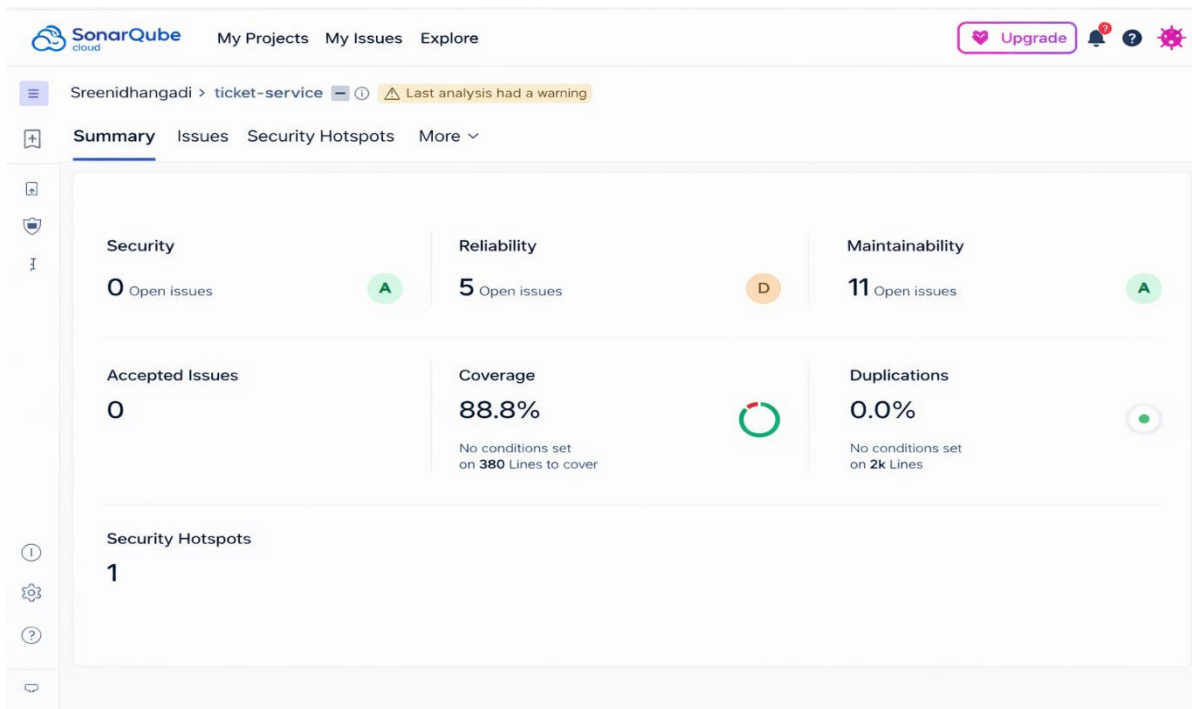 SonarQube
cloud
My Projects My Issues Explore
Upgrade
?
?
Sreenidhangadi > ticket-service
Last analysis had a warning
Summary Issues Security Hotspots More
Security
0 Open issues
A
Reliability
5 Open issues
D
Maintainability
11 Open issues
A
Accepted Issues
0
Coverage
88.8%
No conditions set
on 380 Lines to cover
Duplications
0.0%
No conditions set
on 2k Lines
Security Hotspots
1
?